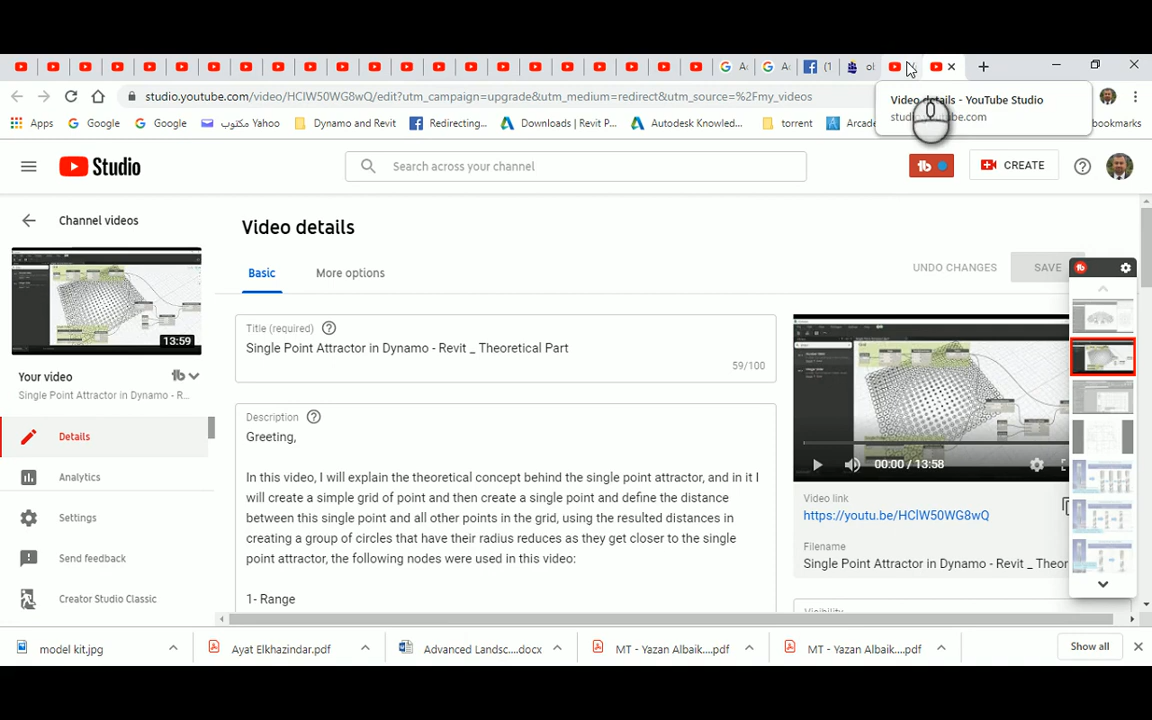 (1
ol
studio.youtube.com/video/HClW50WG8wQ/edit?utm_campaign=upgrade&utm_medium=redirect&utm_source=%2Fmy_videos
Video details - YouTube Studio
Apps
Google
Google
مكتوب Yahoo
Dynamo and Revit
Redirecting...
Downloads | Revit P...
Autodesk Knowled...
torrent
Arcade
bookmarks
Studio
Search across your channel
CREATE
Channel videos
Video details
Basic
More options
UNDO CHANGES
SAVE
13:59
Your video
Single Point Attractor in Dynamo - R...
Details
Analytics
Settings
Send feedback
Creator Studio Classic
Title (required)
Single Point Attractor in Dynamo - Revit _ Theoretical Part
59/100
Description
Greeting,
In this video, I will explain the theoretical concept behind the single point attractor, and in it I
will create a simple grid of point and then create a single point and define the distance
between this single point and all other points in the grid, using the resulted distances in
creating a group of circles that have their radius reduces as they get closer to the single
point attractor, the following nodes were used in this video:
1- Range
00:00 / 13:58
Video link
https://youtu.be/HClW50WG8wQ
Filename
Single Point Attractor in Dynamo - Revit _ Theor
Visibility
model kit.jpg
Ayat Elkhazindar.pdf
Advanced Landsc....docx
MT - Yazan Albaik....pdf
MT - Yazan Albaik....pdf
Show all